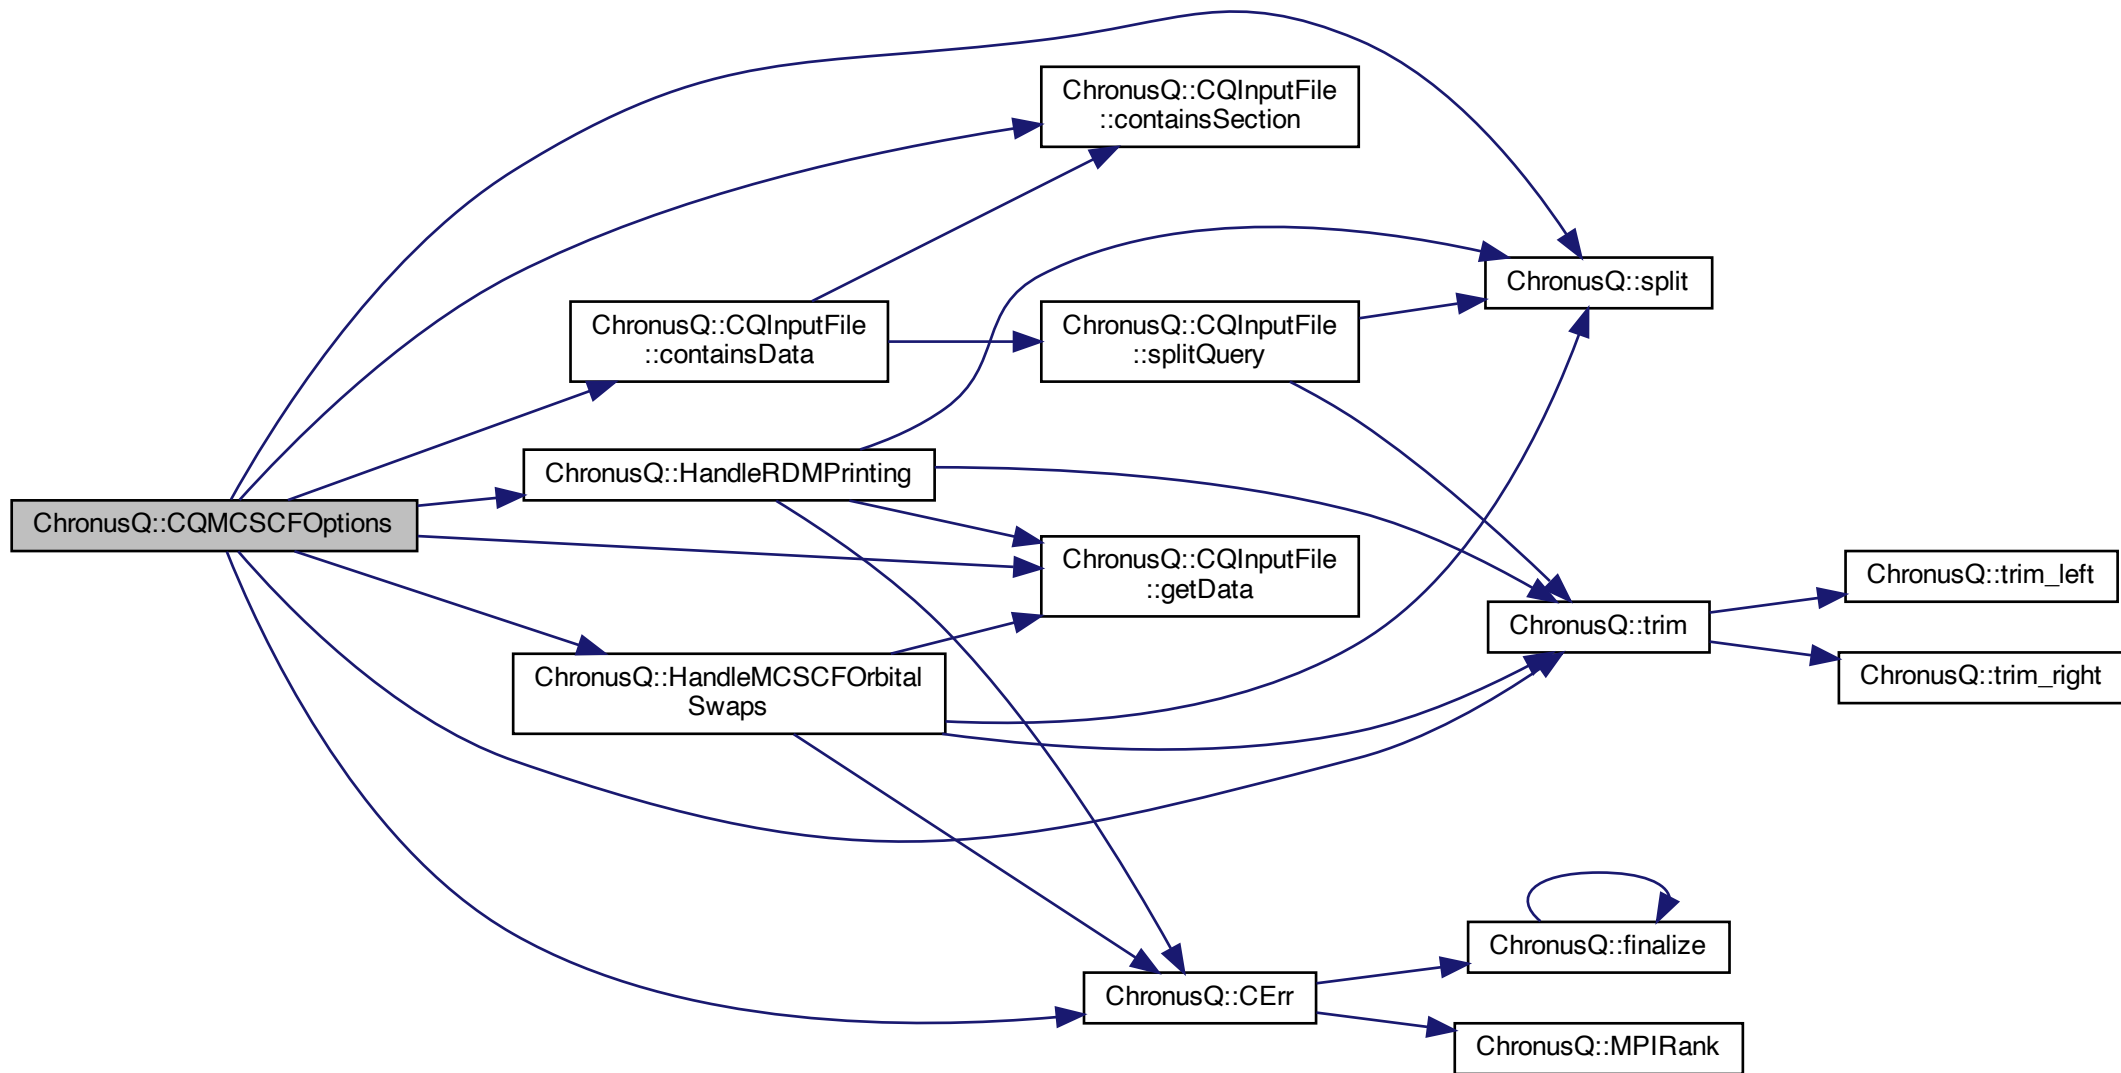 ChronusQ::CQInputFile
::containsSection
ChronusQ::split
ChronusQ::CQInputFile
::containsData
ChronusQ::CQInputFile
::splitQuery
ChronusQ::HandleRDMPrinting
ChronusQ::CQMCSCFOptions
ChronusQ::CQInputFile
::getData
ChronusQ::trim_left
ChronusQ::trim
ChronusQ::HandleMCSCFOrbital
Swaps
ChronusQ::trim_right
ChronusQ::finalize
ChronusQ::CErr
ChronusQ::MPIRank